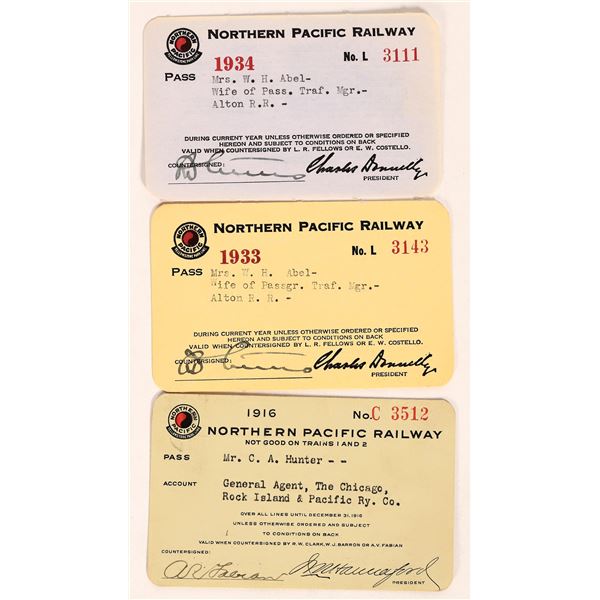 NORTHERN PACIFIC
NORTHERN PACIFIC RAILWAY
1934 No. L 3111
PASS Mrs. W. H. Abel-
Wife of Pass. Traf. Mgr.-
Alton R.R. -
DURING CURRENT YEAR UNLESS OTHERWISE ORDERED OR SPECIFIED
HEREON AND SUBJECT TO CONDITIONS ON BACK
VALID WHEN COUNTERSIGNED BY L. R. FELLOWS OR E. W. COSTELLO.
COUNTERSIGNED:
Charles Donnelly
PRESIDENT
NORTHERN PACIFIC
NORTHERN PACIFIC RAILWAY
1933 No. L 3143
PASS Mrs. W. H. Abel-
Wife of Passgr. Traf. Mgr.-
Alton R. R. -
DURING CURRENT YEAR UNLESS OTHERWISE ORDERED OR SPECIFIED
HEREON AND SUBJECT TO CONDITIONS ON BACK
VALID WHEN COUNTERSIGNED BY L. R. FELLOWS OR E. W. COSTELLO.
COUNTERSIGNED:
Charles Donnelly
PRESIDENT
NORTHERN PACIFIC
1916 No. C 3512
NORTHERN PACIFIC RAILWAY
NOT GOOD ON TRAINS 1 AND 2
PASS Mr. C. A. Hunter - -
ACCOUNT General Agent, The Chicago,
Rock Island & Pacific Ry. Co.
OVER ALL LINES UNTIL DECEMBER 31, 1916
UNLESS OTHERWISE ORDERED AND SUBJECT
TO CONDITIONS ON BACK
VALID WHEN COUNTERSIGNED BY R. W. CLARK, W. J. BARRON OR A. V. FABIAN
COUNTERSIGNED:
PRESIDENT